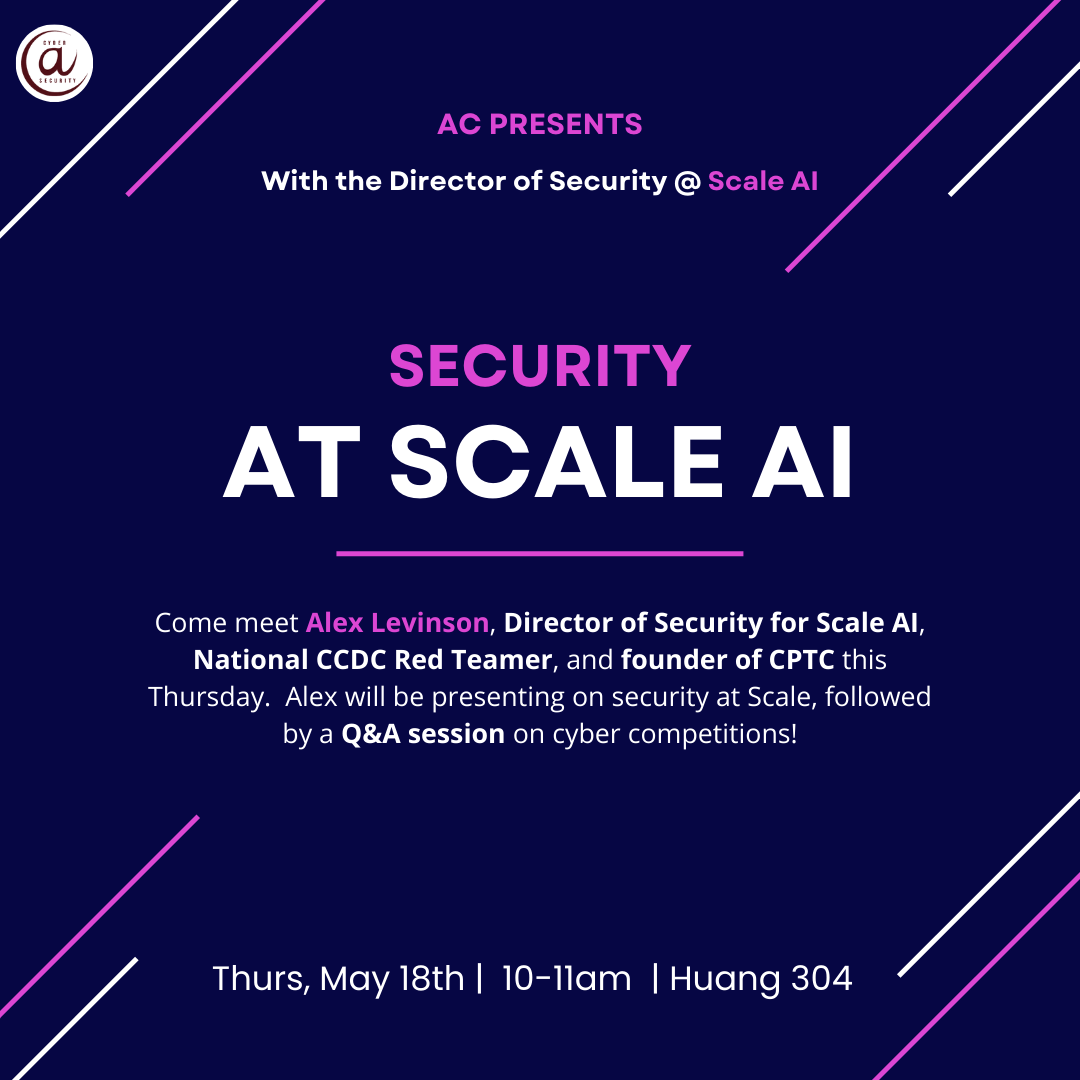 CYBER
a
SECURITY
AC PRESENTS
With the Director of Security @ Scale AI
SECURITY
AT SCALE AI
Come meet Alex Levinson, Director of Security for Scale AI,
National CCDC Red Teamer, and founder of CPTC this
Thursday.  Alex will be presenting on security at Scale, followed
by a Q&A session on cyber competitions!
Thurs, May 18th |  10-11am  | Huang 304